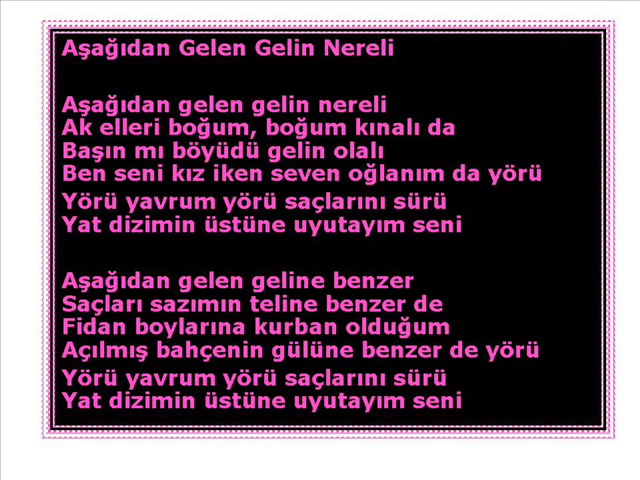 Aşağıdan Gelen Gelin Nereli
Aşağıdan gelen gelin nereli
Ak elleri boğum, boğum kınalı da
Başın mı böyüdü gelin olalı
Ben seni kız iken seven oğlanım da yörü
Yörü yavrum yörü saçlarını sürü
Yat dizimin üstüne uyutayım seni
Aşağıdan gelen geline benzer
Saçları sazımın teline benzer de
Fidan boylarına kurban olduğum
Açılmış bahçenin gülüne benzer de yörü
Yörü yavrum yörü saçlarını sürü
Yat dizimin üstüne uyutayım seni